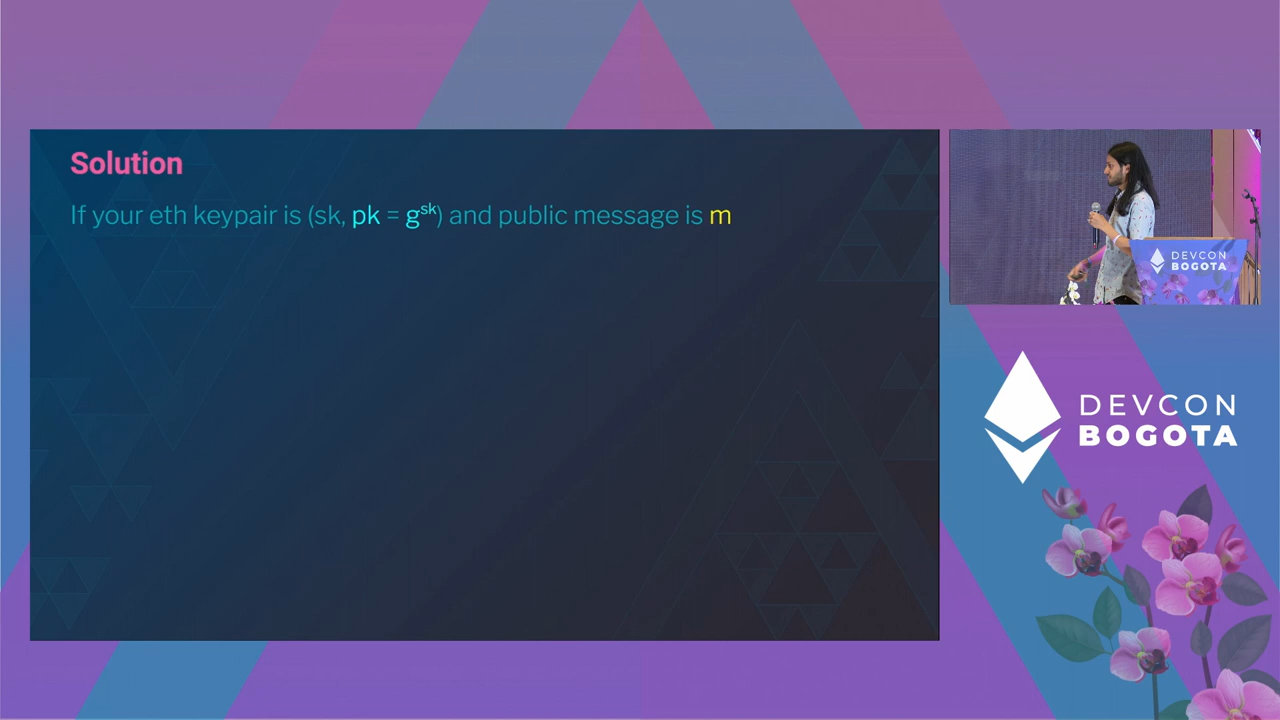 Solution
If your eth keypair is (sk, pk = g^sk) and public message is m
DEVCON
BOGOTA
DEVCON
BOGOTA